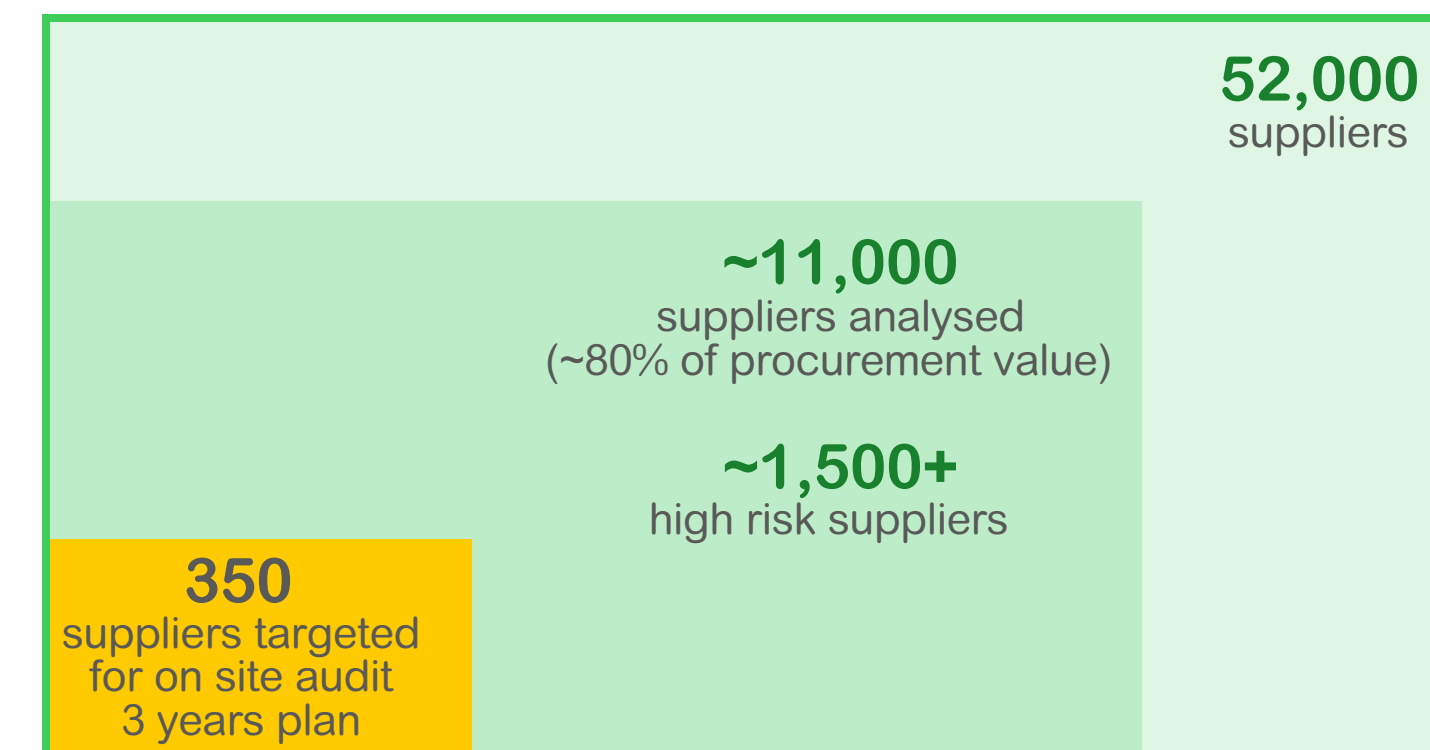 52,000
suppliers
~11,000
suppliers analysed
(~80% of procurement value)
~1,500+
high risk suppliers
350
suppliers targeted
for on site audit
3 years plan